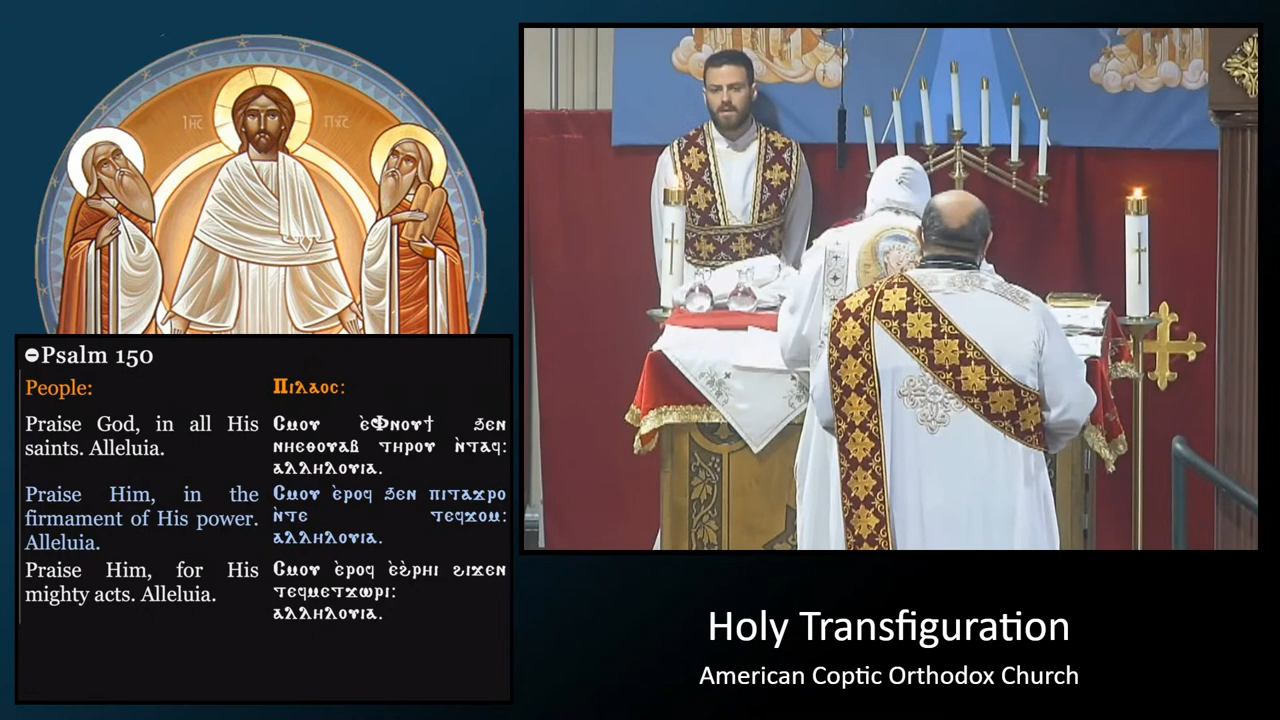 ⲒⲎ̅Ⲥ ⲠⲬ̅Ⲥ
Psalm 150
People:
Praise God, in all His
saints. Alleluia.
Praise Him, in the
firmament of His power.
Alleluia.
Praise Him, for His
mighty acts. Alleluia.
Ⲡⲓⲗⲁⲟⲥ:
Ⲥⲙⲟⲩ ⲉ̀Ⲫⲛⲟⲩϯ ϧⲉⲛ
ⲛⲏⲉⲑⲟⲩⲁⲃ ⲧⲏⲣⲟⲩ ⲛ̀ⲧⲁϥ:
ⲁⲗⲗⲏⲗⲟⲩⲓⲁ.
Ⲥⲙⲟⲩ ⲉ̀ⲣⲟϥ ϧⲉⲛ ⲡⲓⲧⲁϫⲣⲟ
ⲛ̀ⲧⲉ ⲧⲉϥϫⲟⲙ:
ⲁⲗⲗⲏⲗⲟⲩⲓⲁ.
Ⲥⲙⲟⲩ ⲉ̀ⲣⲟϥ ⲉ̀ϩ̀ⲣⲏⲓ ϩⲓϫⲉⲛ
ⲧⲉϥⲙⲉⲧϫⲱⲣⲓ:
ⲁⲗⲗⲏⲗⲟⲩⲓⲁ.
Holy Transfiguration
American Coptic Orthodox Church